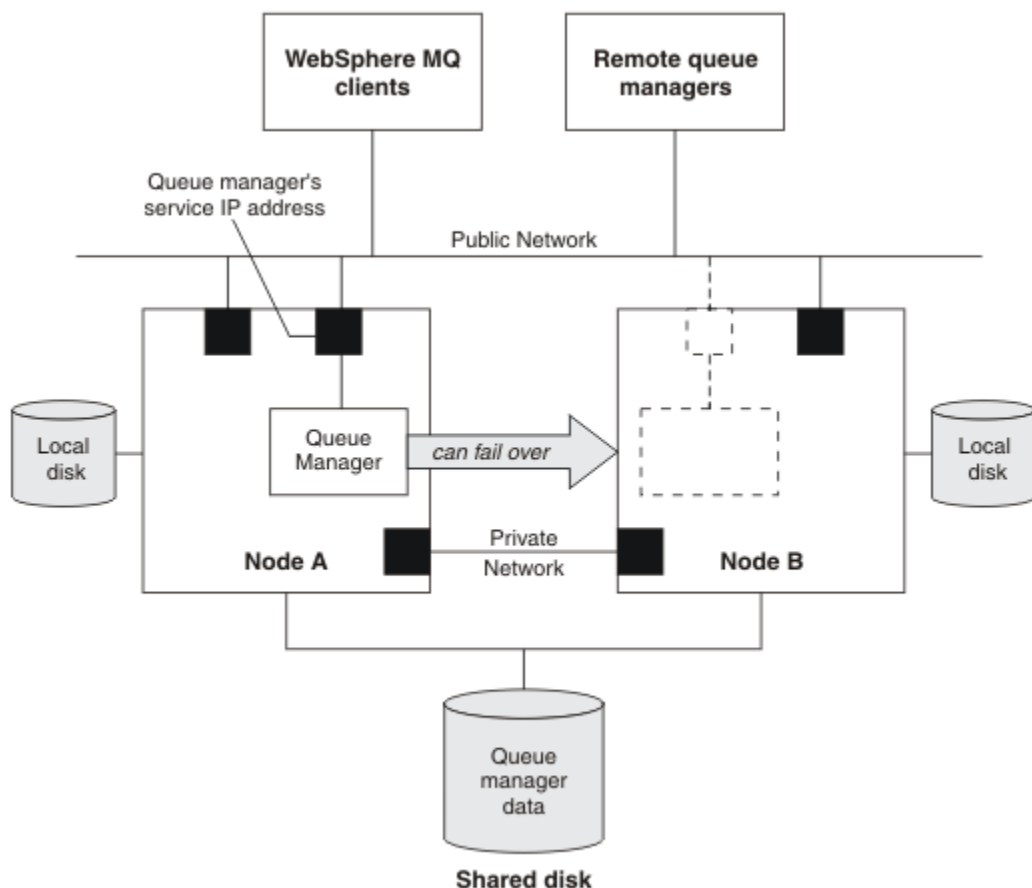 WebSphere MQ
clients
Remote queue
managers
Queue manager's
service IP address
Public Network
Local
disk
Queue
Manager
can fail over
Local
disk
Private
Network
Node A
Node B
Queue
manager
data
Shared disk